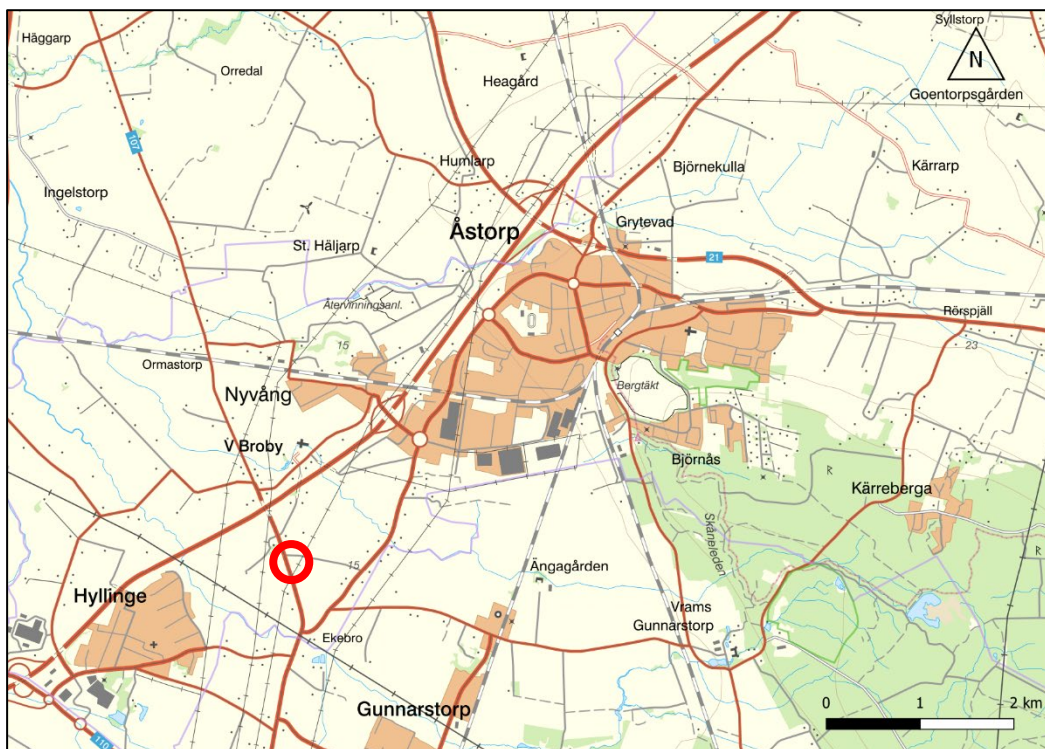 Syllstorp
N
Häggarp
Orredal
Heagård
Goentorpsgården
107
Humlarp
Björnekulla
Kärrarp
Ingelstorp
Grytevad
Åstorp
St. Häljarp
21
Återvinningsanl.
Rörspjäll
15
23
Ormastorp
Bergtäkt
Nyvång
V Broby
Björnås
Kärreberga
R
Skåneleden
R
15
Ängagården
Hyllinge
Vrams
Gunnarstorp
Ekebro
Gunnarstorp
0 1 2 km
110